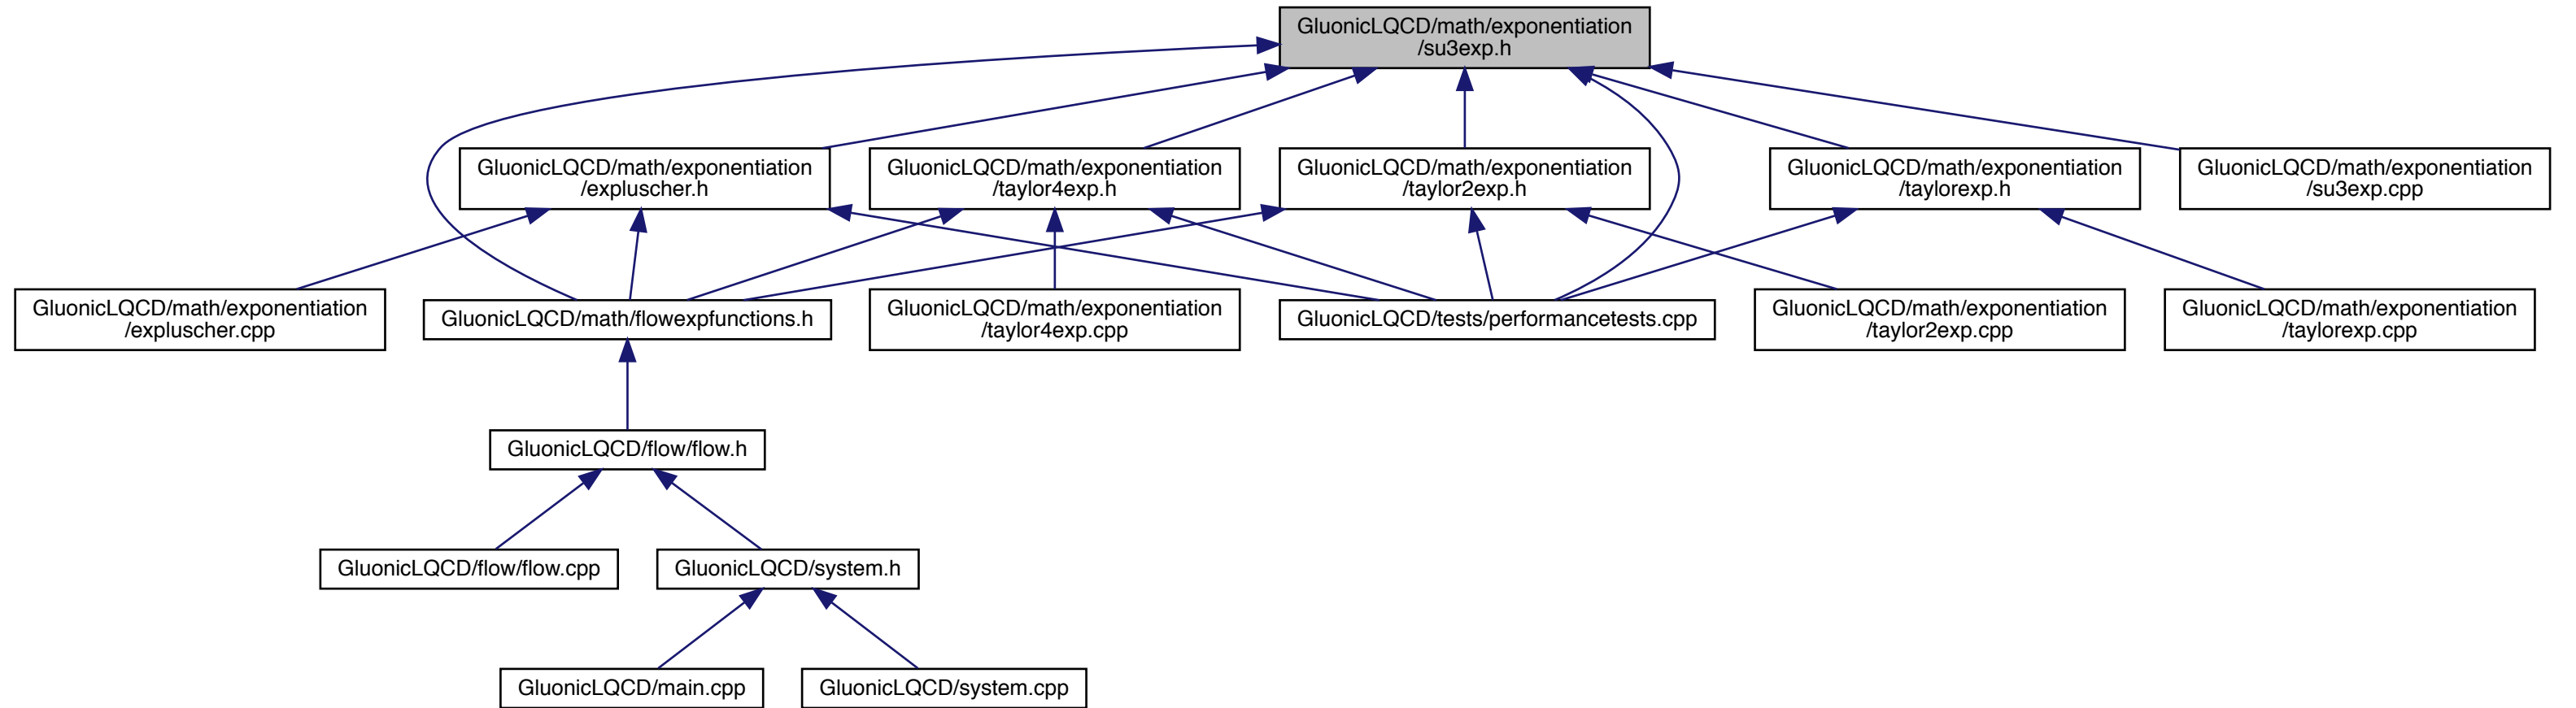 GluonicLQCD/math/exponentiation
/su3exp.h
GluonicLQCD/math/exponentiation
/expluscher.h
GluonicLQCD/math/exponentiation
/taylor4exp.h
GluonicLQCD/math/exponentiation
/taylor2exp.h
GluonicLQCD/math/exponentiation
/taylorexp.h
GluonicLQCD/math/exponentiation
/su3exp.cpp
GluonicLQCD/math/exponentiation
/expluscher.cpp
GluonicLQCD/math/flowexpfunctions.h
GluonicLQCD/math/exponentiation
/taylor4exp.cpp
GluonicLQCD/tests/performancetests.cpp
GluonicLQCD/math/exponentiation
/taylor2exp.cpp
GluonicLQCD/math/exponentiation
/taylorexp.cpp
GluonicLQCD/flow/flow.h
GluonicLQCD/flow/flow.cpp
GluonicLQCD/system.h
GluonicLQCD/main.cpp
GluonicLQCD/system.cpp